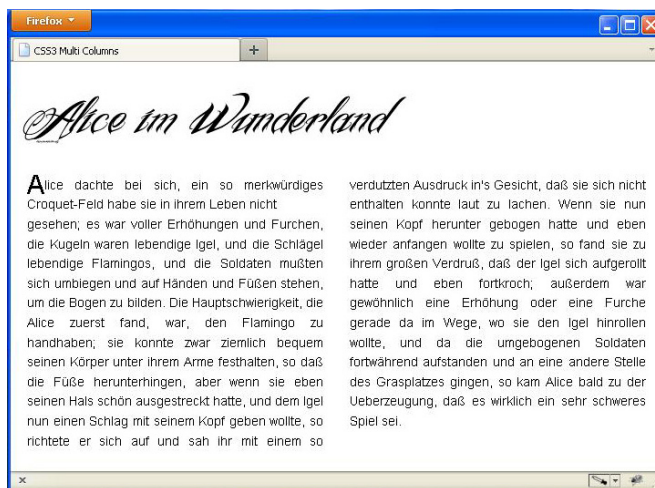 Firefox
CSS3 Multi Columns
Alice im Wunderland
Alice dachte bei sich, ein so merkwürdiges
Croquet-Feld habe sie in ihrem Leben nicht
gesehen; es war voller Erhöhungen und Furchen,
die Kugeln waren lebendige Igel, und die Schlägel
lebendige Flamingos, und die Soldaten mußten
sich umbiegen und auf Händen und Füßen stehen,
um die Bogen zu bilden. Die Hauptschwierigkeit, die
Alice zuerst fand, war, den Flamingo zu
handhaben; sie konnte zwar ziemlich bequem
seinen Körper unter ihrem Arme festhalten, so daß
die Füße herunterhingen, aber wenn sie eben
seinen Hals schön ausgestreckt hatte, und dem Igel
nun einen Schlag mit seinem Kopf geben wollte, so
richtete er sich auf und sah ihr mit einem so
verdutzten Ausdruck in's Gesicht, daß sie sich nicht
enthalten konnte laut zu lachen. Wenn sie nun
seinen Kopf herunter gebogen hatte und eben
wieder anfangen wollte zu spielen, so fand sie zu
ihrem großen Verdruß, daß der Igel sich aufgerollt
hatte und eben fortkroch; außerdem war
gewöhnlich eine Erhöhung oder eine Furche
gerade da im Wege, wo sie den Igel hinrollen
wollte, und da die umgebogenen Soldaten
fortwährend aufstanden und an eine andere Stelle
des Grasplatzes gingen, so kam Alice bald zu der
Ueberzeugung, daß es wirklich ein sehr schweres
Spiel sei.